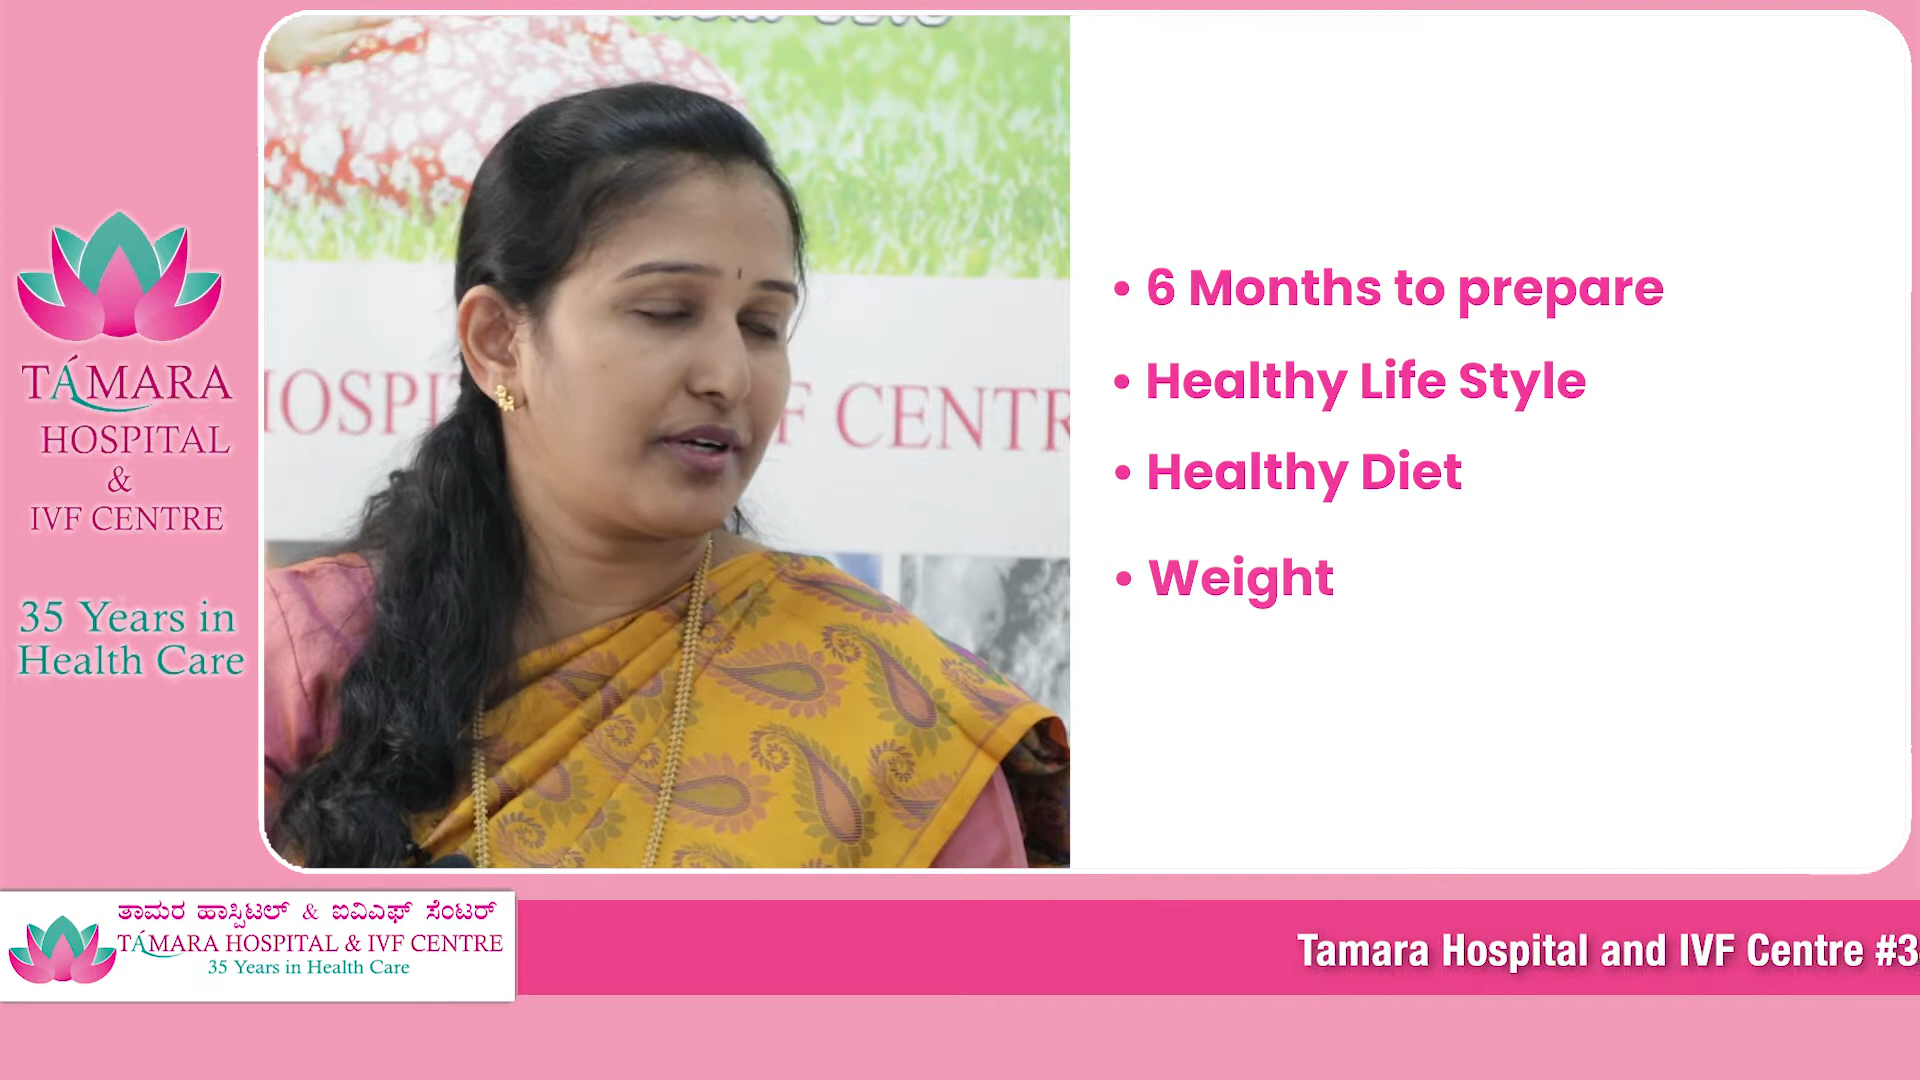 TÁMARA
HOSPITAL
&
IVF CENTRE
35 Years in
Health Care
HOSPI F CENTR
• 6 Months to prepare
• Healthy Life Style
• Healthy Diet
• Weight
ತಾಮರ ಹಾಸ್ಪಿಟಲ್ & ಐವಿಎಫ್ ಸೆಂಟರ್
TÁMARA HOSPITAL & IVF CENTRE
35 Years in Health Care
Tamara Hospital and IVF Centre #3